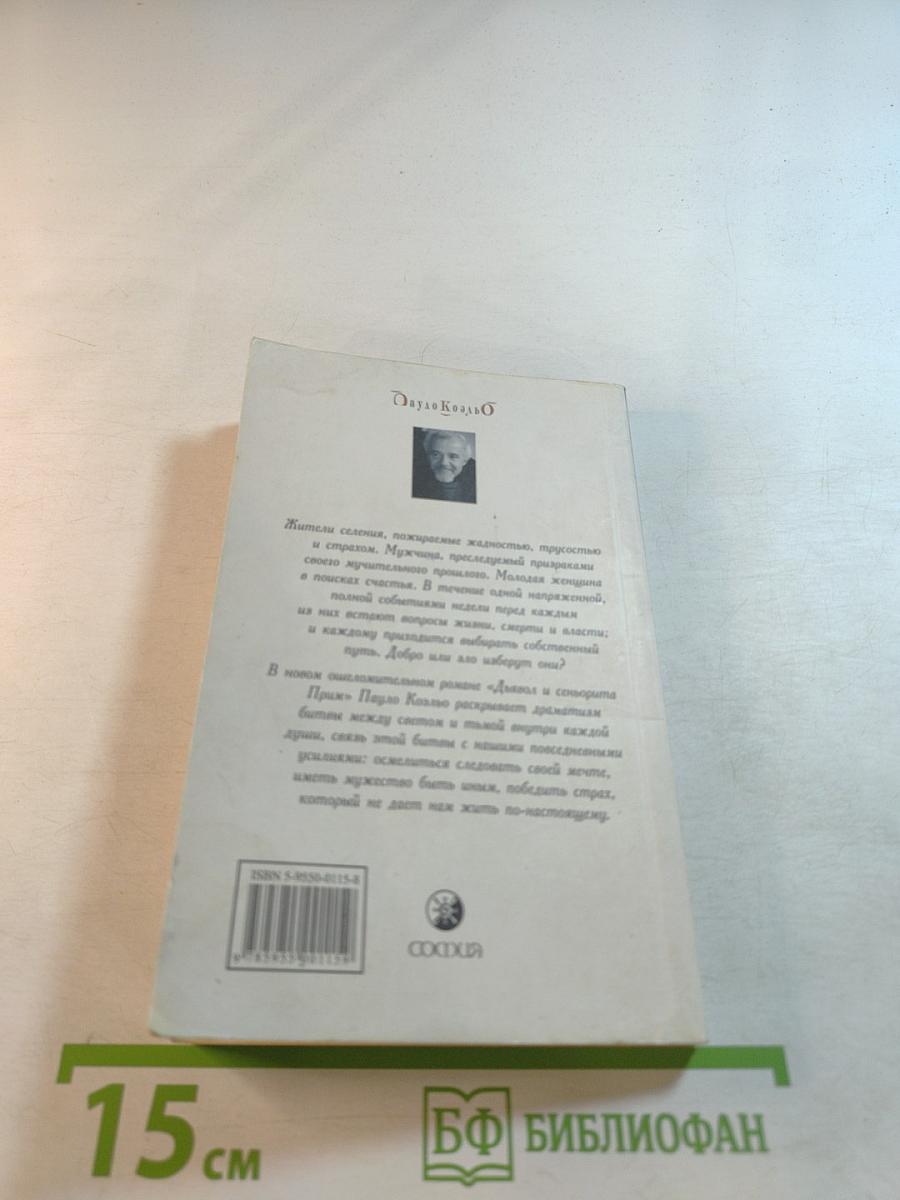 Пауло Коэльо
Жители селения, пожираемые жадностью, трусостью
и страхом. Мужчина, преследуемый призраками
своего мучительного прошлого. Молодая женщина
в поисках счастья. В течение одной напряженной,
полной событиями недели перед каждым
из них встают вопросы жизни, смерти и власти;
и каждому приходится выбирать собственный
путь. Добро или зло изберут они?
В новом ошеломительном романе «Дьявол и сеньорита
Прим» Пауло Коэльо раскрывает драматизм
битвы между светом и тьмой внутри каждой
души, связь этой битвы с нашими повседневными
усилиями: осмелиться следовать своей мечте,
иметь мужество быть иным, победить страх,
который не дает нам жить по-настоящему.
ISBN 5-9550-0115-8
СОФИЯ
15 см
БФ БИБЛИОФАН